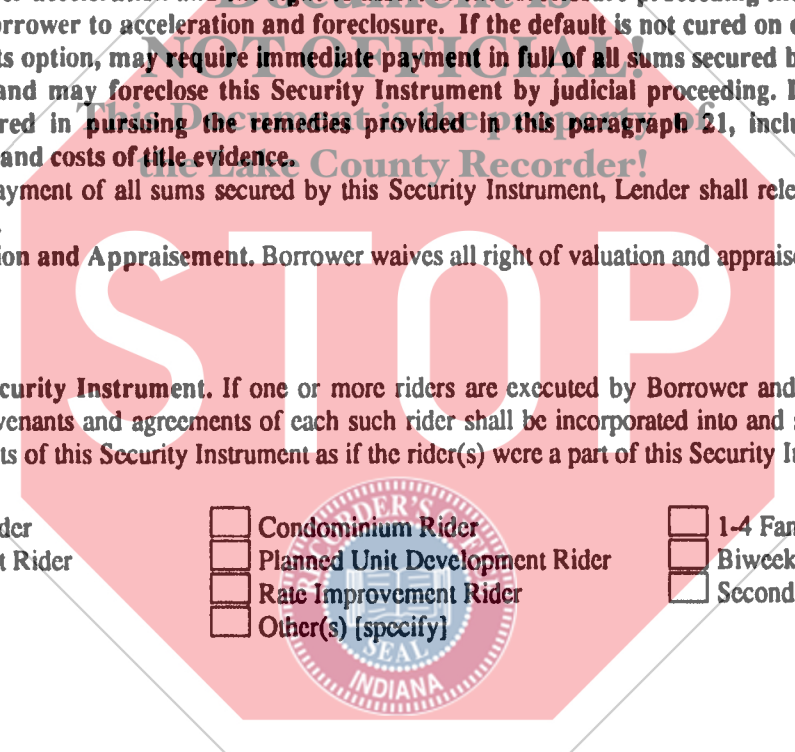 NOT OFFICIAL!
This Document is the property of
the Lake County Recorder!
STOP
orrower to acceleration and foreclosure. If the default is not cured on o
ts option, may require immediate payment in full of all sums secured b
and may foreclose this Security Instrument by judicial proceeding.
red in pursuing the remedies provided in this paragraph 21, inclu
and costs of title evidence.
ayment of all sums secured by this Security Instrument, Lender shall rele
ion and Appraisement. Borrower waives all right of valuation and appraise
curity Instrument. If one or more riders are executed by Borrower and
venants and agreements of each such rider shall be incorporated into and s
ts of this Security Instrument as if the rider(s) were a part of this Security I
der
t Rider
Condominium Rider
Planned Unit Development Rider
Rate Improvement Rider
Other(s) [specify]
1-4 Fam
Biweek
Second
RECORDER'S OFFICE
SEAL
INDIANA